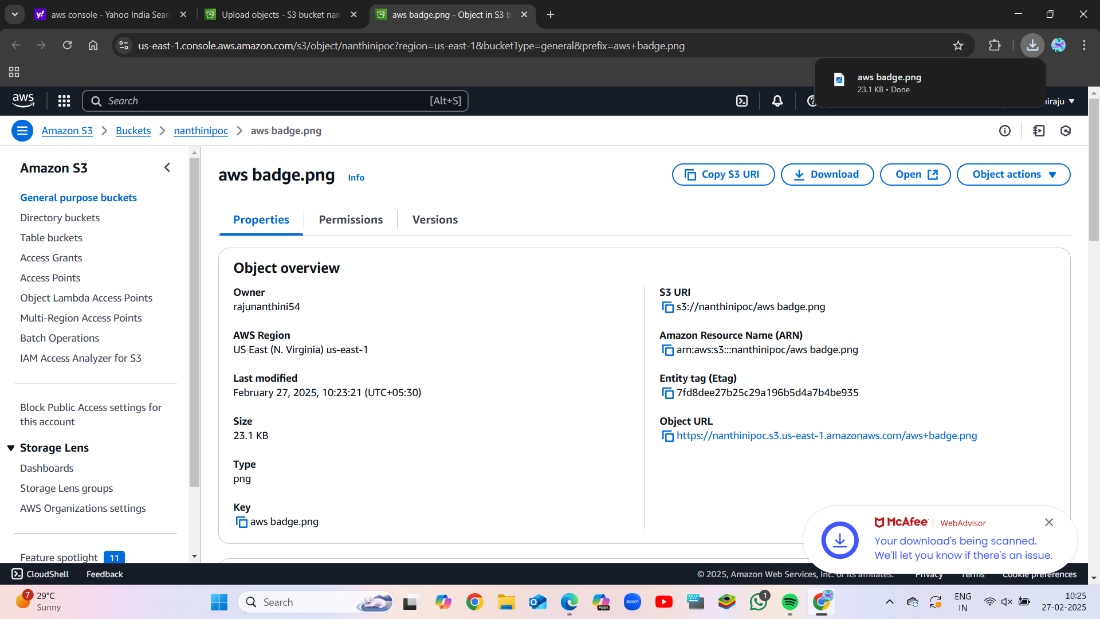 aws console - Yahoo India Sear
Upload objects - S3 bucket nan
aws badge.png - Object in S3 b
us-east-1.console.aws.amazon.com/s3/object/nanthinipoc?region=us-east-1&bucketType=general&prefix=aws+badge.png
aws badge.png
23.1 KB • Done
aws
Search
[Alt+S]
iraju
Amazon S3
Buckets
nanthinipoc
aws badge.png
Amazon S3
General purpose buckets
Directory buckets
Table buckets
Access Grants
Access Points
Object Lambda Access Points
Multi-Region Access Points
Batch Operations
IAM Access Analyzer for S3
Block Public Access settings for
this account
Storage Lens
Dashboards
Storage Lens groups
AWS Organizations settings
Feature spotlight 11
aws badge.png Info
Copy S3 URI
Download
Open
Object actions
Properties
Permissions
Versions
Object overview
Owner
rajunanthini54
AWS Region
US East (N. Virginia) us-east-1
Last modified
February 27, 2025, 10:23:21 (UTC+05:30)
Size
23.1 KB
Type
png
Key
aws badge.png
S3 URI
s3://nanthinipoc/aws badge.png
Amazon Resource Name (ARN)
arn:aws:s3:::nanthinipoc/aws badge.png
Entity tag (Etag)
7fd8dee27b25c29a196b5d4a7b4be935
Object URL
https://nanthinipoc.s3.us-east-1.amazonaws.com/aws+badge.png
McAfee WebAdvisor
Your download's being scanned.
We'll let you know if there's an issue.
CloudShell
Feedback
© 2025, Amazon Web Services, Inc. or its affiliates.
Privacy
Terms
Cookie preferences
7
29°C
Sunny
Search
zoom
1
ENG
IN
10:25
27-02-2025